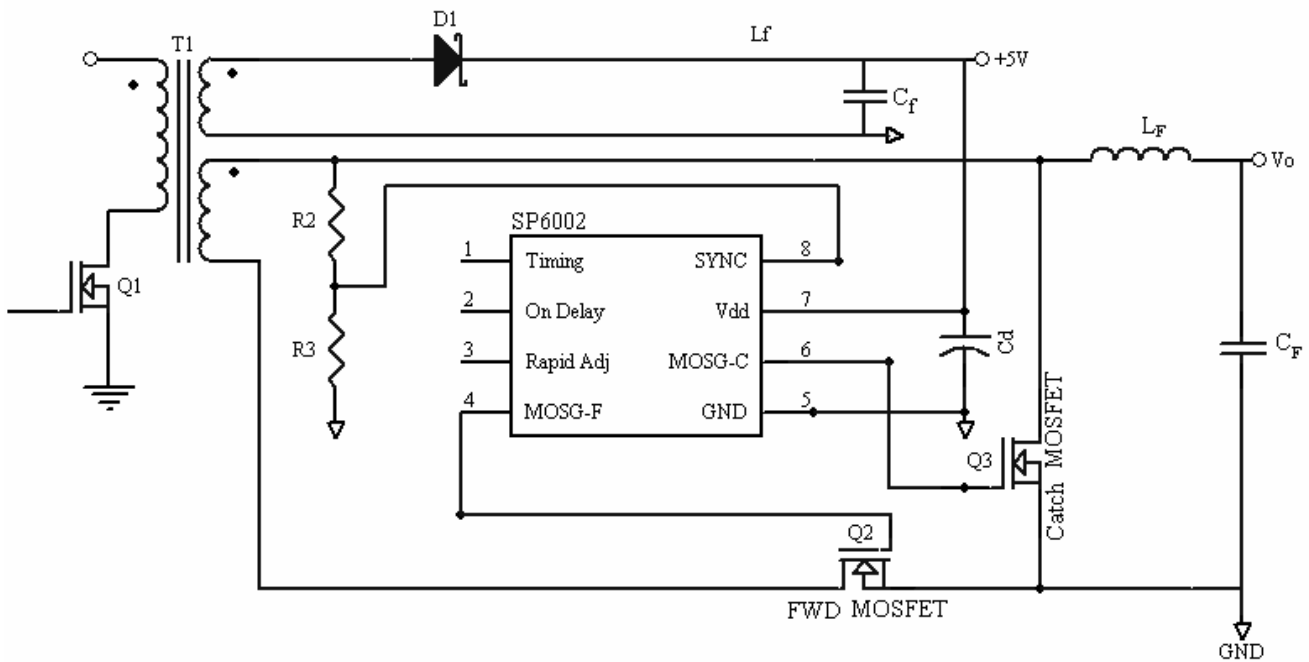 D1
T1
Lf
+5V
Cf
LF
Vo
R2
SP6002
1
Timing
SYNC
8
Q1
2
On Delay
Vdd
7
R3
3
Rapid Adj
MOSG-C
6
Cd
CF
4
MOSG-F
GND
5
Q3
Catch MOSFET
Q2
FWD MOSFET
GND